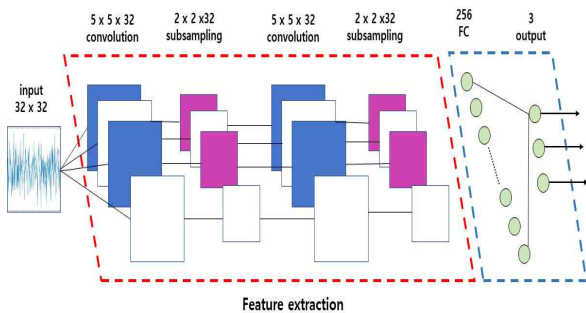 5 x 5 x 32
convolution
2 x 2 x32
subsampling
5 x 5 x 32
convolution
2 x 2 x32
subsampling
256
FC
3
output
input
32 x 32
Feature extraction